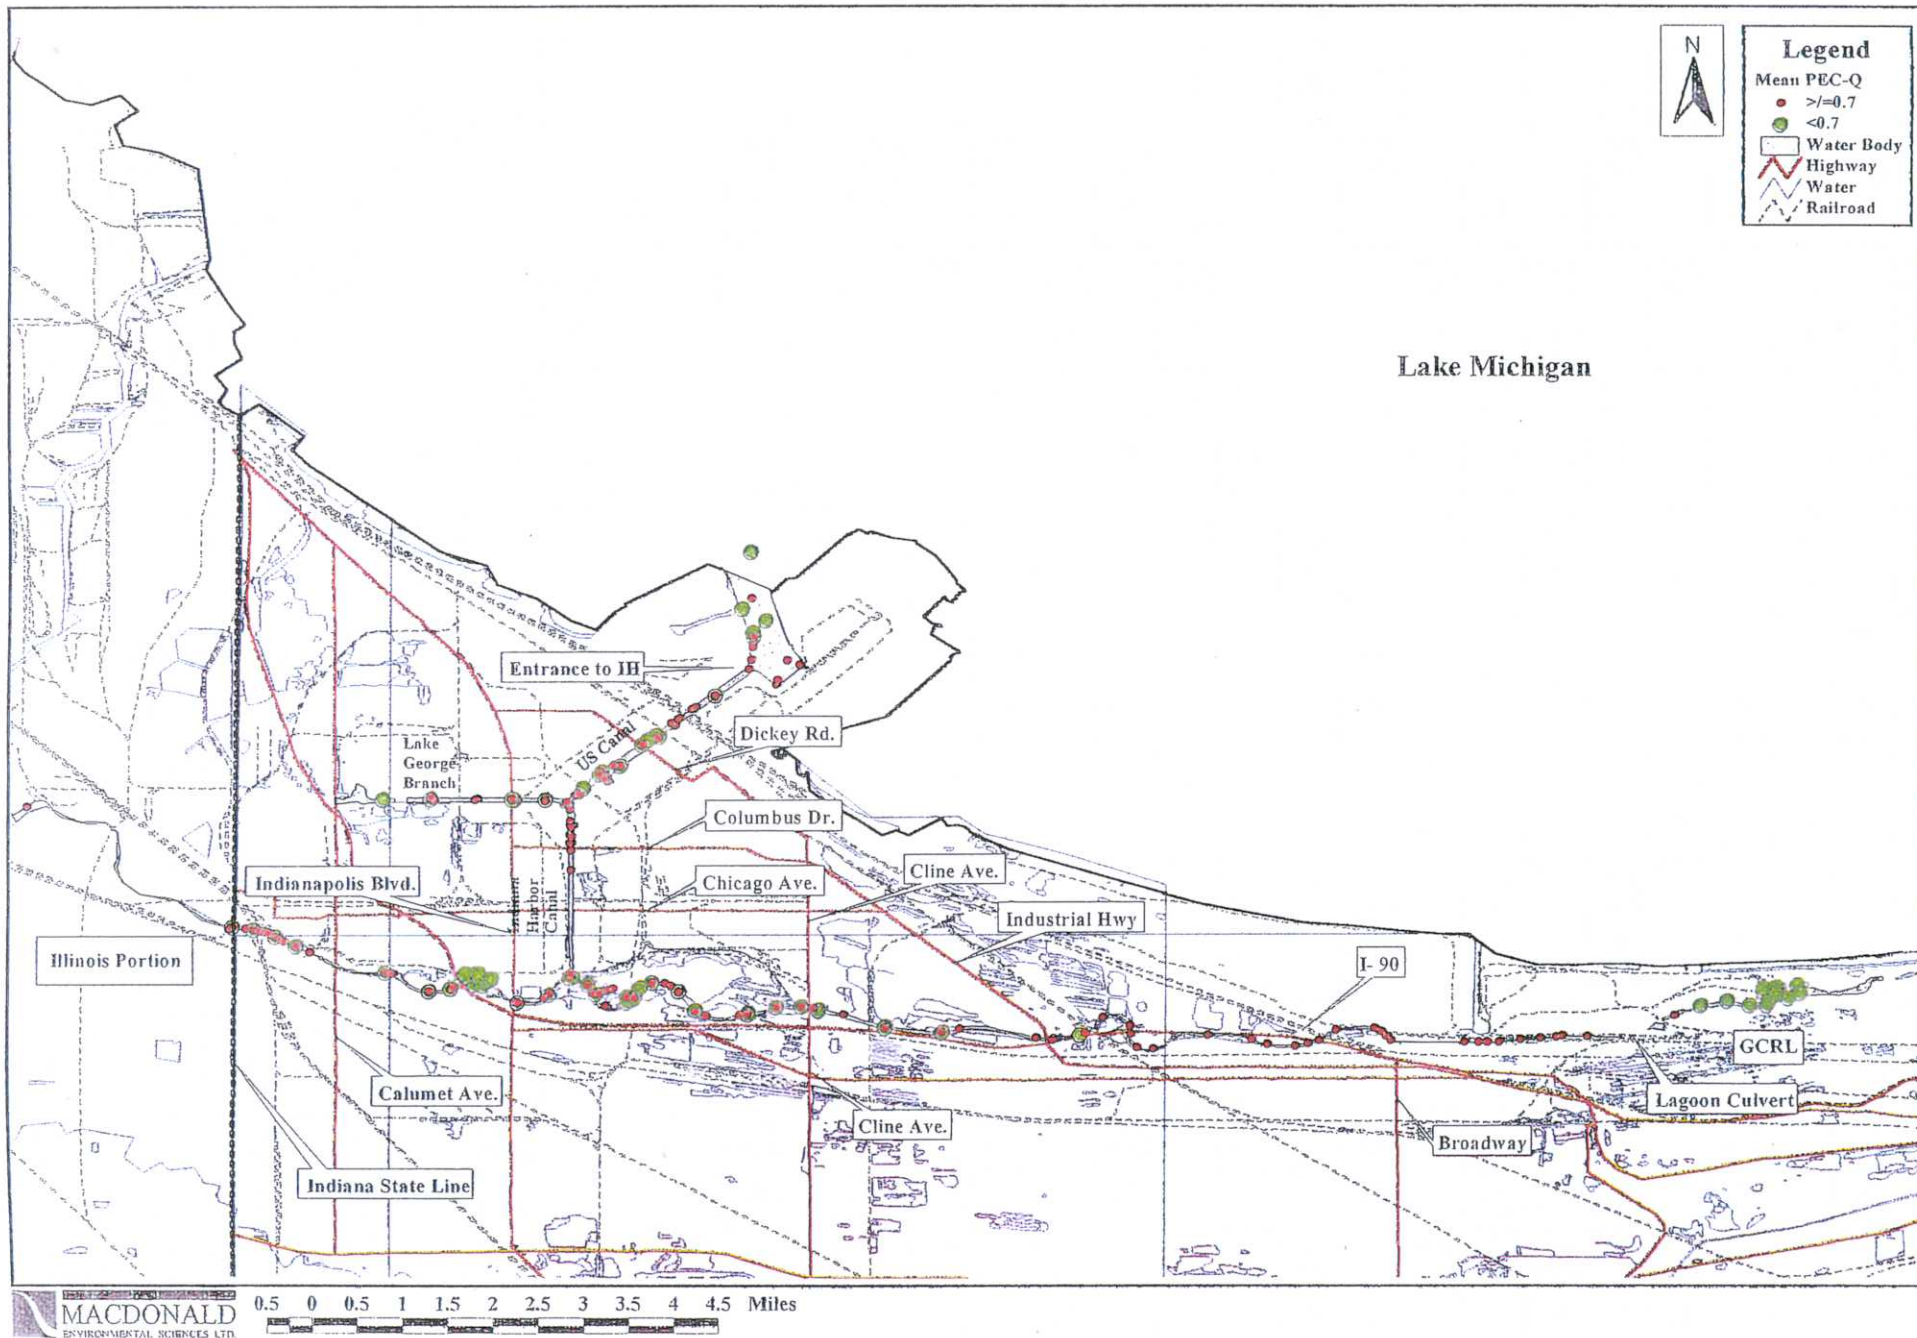 N
Legend
Mean PEC-Q
>/=0.7
<0.7
Water Body
Highway
Water
Railroad
Lake Michigan
Entrance to IH
Dickey Rd.
US Canal
Lake
George
Branch
Columbus Dr.
Cline Ave.
Indianapolis Blvd.
Chicago Ave.
Indiana
Harbor
Canal
Industrial Hwy
Illinois Portion
I-90
GCRL
Calumet Ave.
Lagoon Culvert
Cline Ave.
Broadway
Indiana State Line
MACDONALD
ENVIRONMENTAL SCIENCES LTD.
0.5 0 0.5 1 1.5 2 2.5 3 3.5 4 4.5 Miles